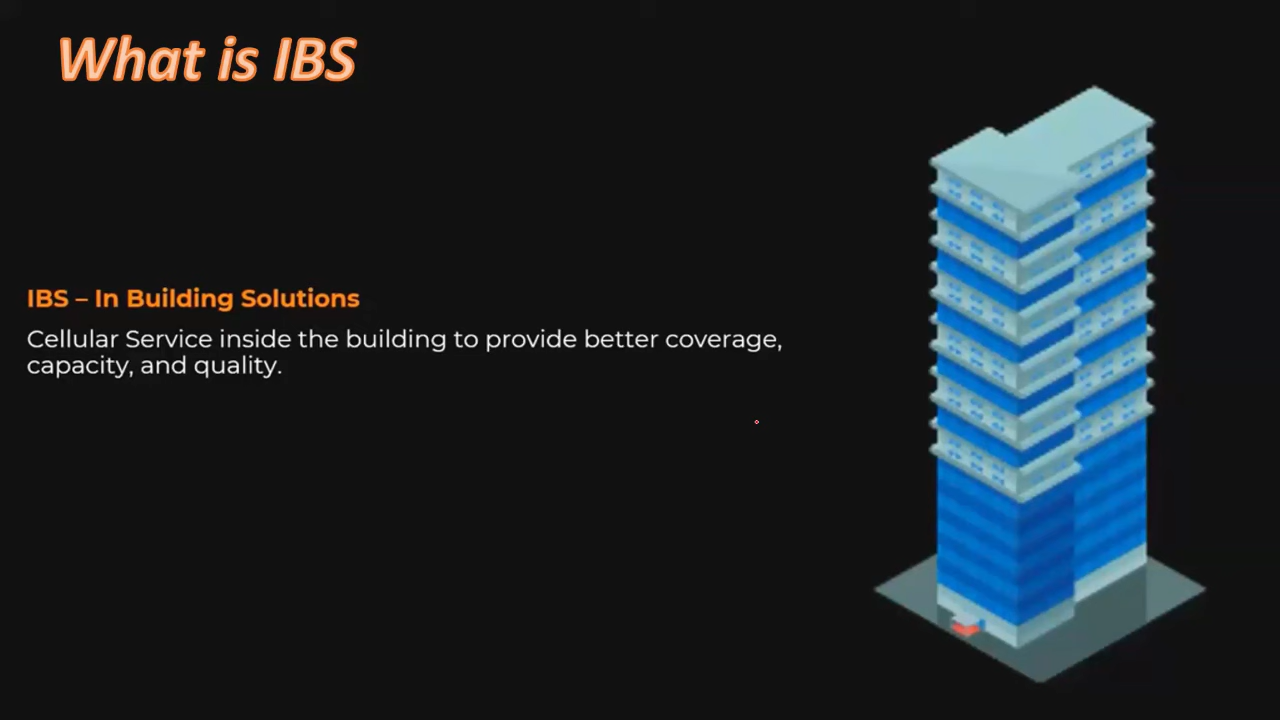 What is IBS
IBS – In Building Solutions
Cellular Service inside the building to provide better coverage,
capacity, and quality.